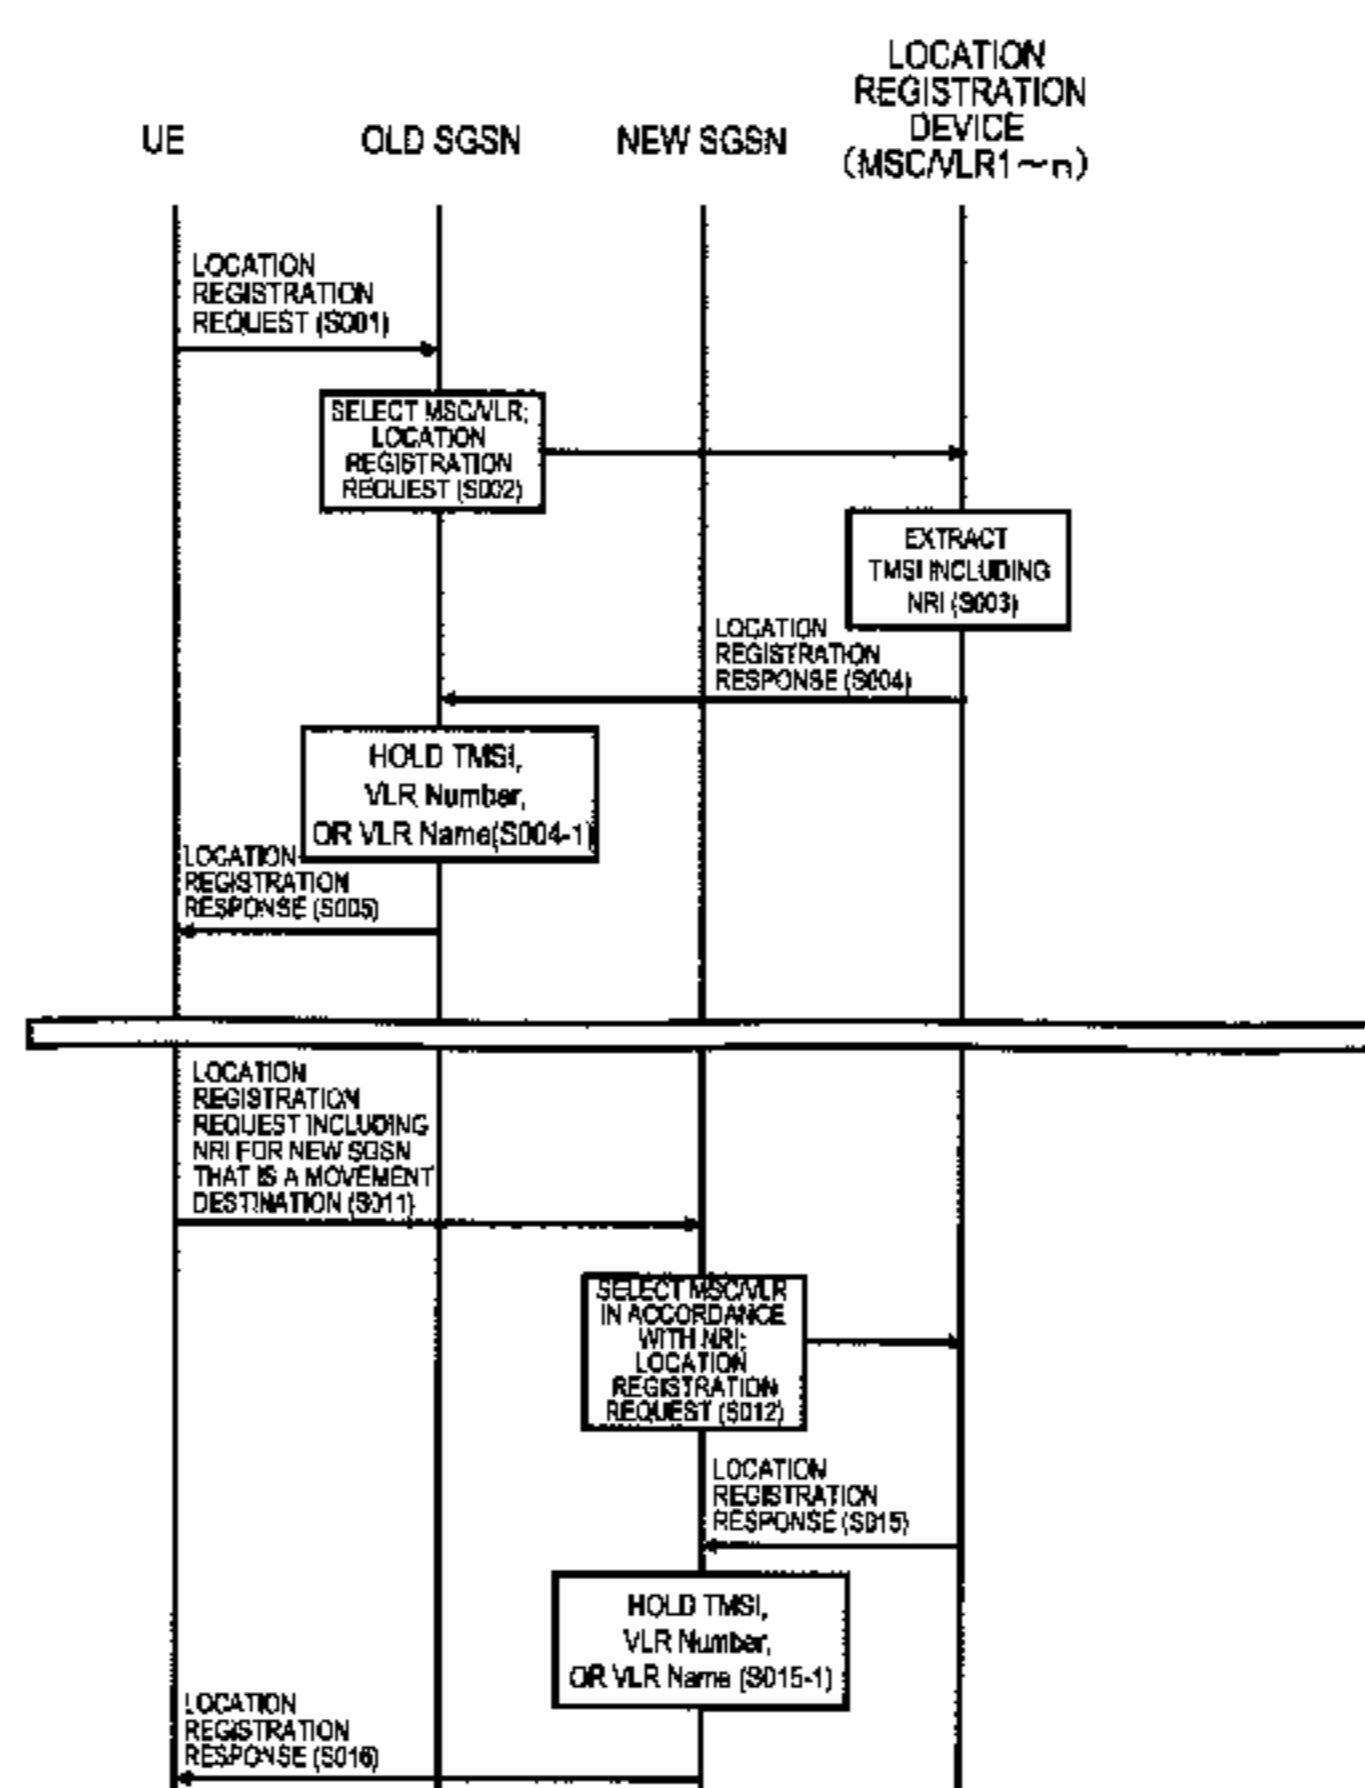 UE
OLD SGSN
NEW SGSN
LOCATION
REGISTRATION
DEVICE
(MSC/VLR1～n)
LOCATION
REGISTRATION
REQUEST (S001)
SELECT MSC/VLR;
LOCATION
REGISTRATION
REQUEST (S002)
EXTRACT
TMSI INCLUDING
NRI (S003)
LOCATION
REGISTRATION
RESPONSE (S004)
HOLD TMSI,
VLR Number,
OR VLR Name(S004-1)
LOCATION
REGISTRATION
RESPONSE (S005)
LOCATION
REGISTRATION
REQUEST INCLUDING
NRI FOR NEW SGSN
THAT IS A MOVEMENT
DESTINATION (S011)
SELECT MSC/VLR
IN ACCORDANCE
WITH NRI;
LOCATION
REGISTRATION
REQUEST (S012)
LOCATION
REGISTRATION
RESPONSE (S015)
HOLD TMSI,
VLR Number,
OR VLR Name (S015-1)
LOCATION
REGISTRATION
RESPONSE (S016)